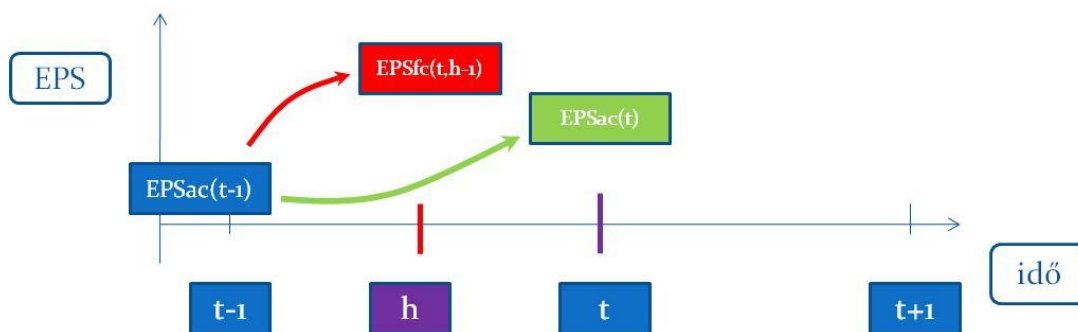 EPS
EPSfc(t,h-1)
EPSac(t)
EPSac(t-1)
idő
t-1
h
t
t+1